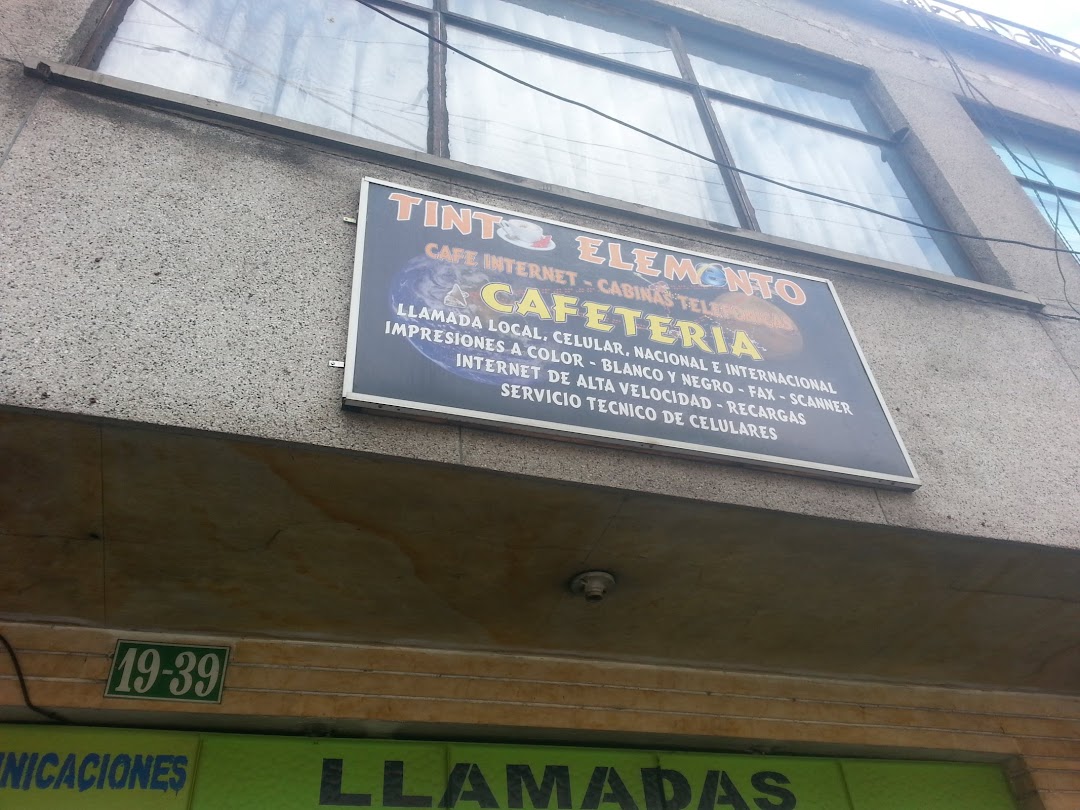 TINTO ELEMENTO
CAFE INTERNET - CABINAS TELEFONICAS
CAFETERIA
LLAMADA LOCAL, CELULAR, NACIONAL E INTERNACIONAL
IMPRESIONES A COLOR - BLANCO Y NEGRO - FAX - SCANNER
INTERNET DE ALTA VELOCIDAD - RECARGAS
SERVICIO TECNICO DE CELULARES
19-39
NICACIONES
LLAMADAS